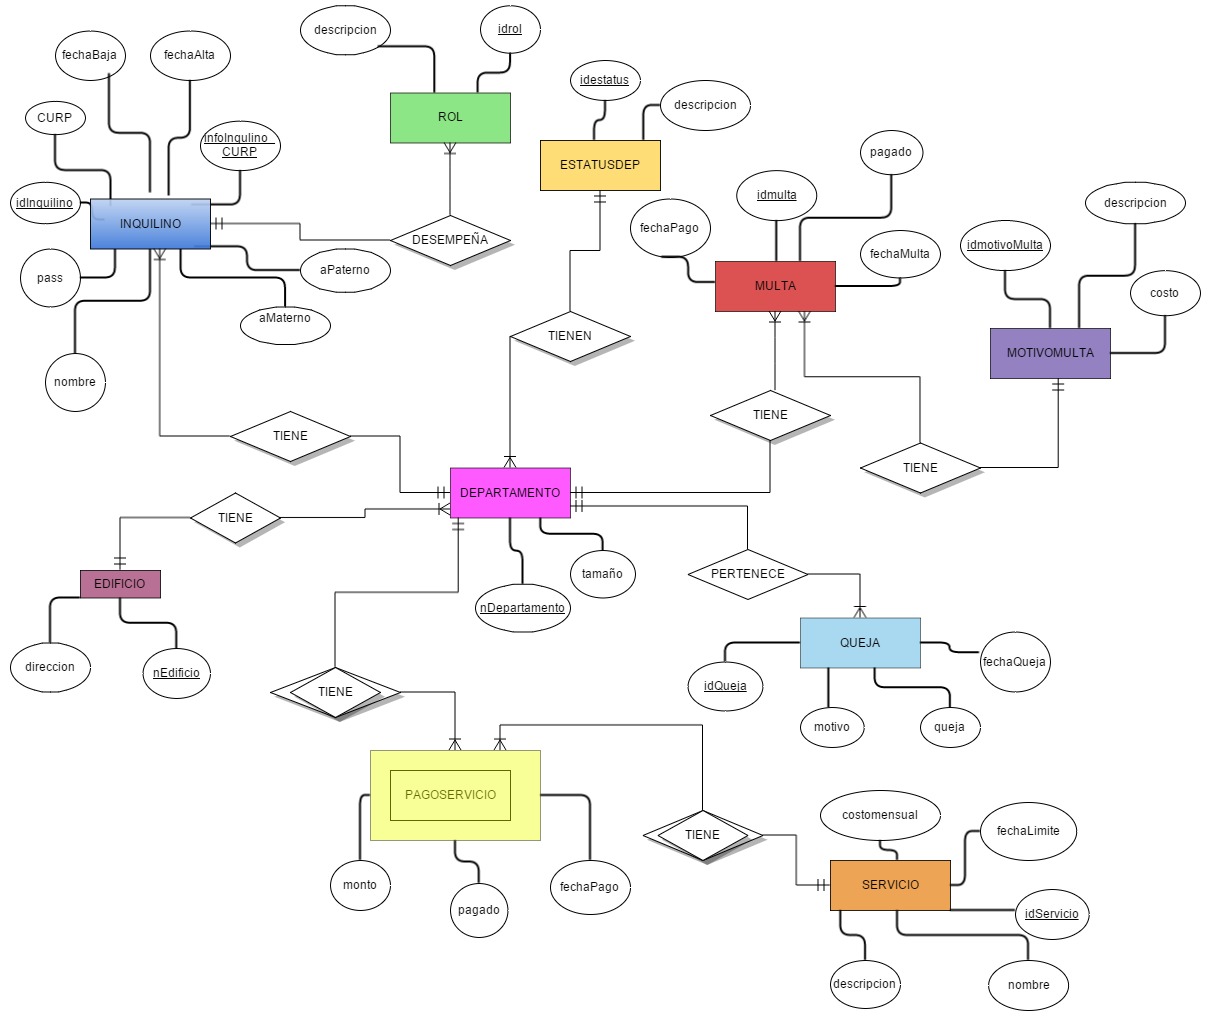 descripcion
idrol
fechaBaja
fechaAlta
idestatus
descripcion
CURP
ROL
infoInqulino_
CURP
pagado
ESTATUSDEP
idmulta
idInquilino
descripcion
INQUILINO
fechaPago
DESEMPEÑA
idmotivoMulta
fechaMulta
aPaterno
pass
MULTA
costo
aMaterno
TIENEN
MOTIVOMULTA
nombre
TIENE
TIENE
TIENE
DEPARTAMENTO
TIENE
EDIFICIO
PERTENECE
tamaño
nDepartamento
QUEJA
fechaQueja
direccion
nEdificio
idQueja
TIENE
motivo
queja
PAGOSERVICIO
costomensual
fechaLimite
TIENE
monto
fechaPago
SERVICIO
pagado
idServicio
descripcion
nombre